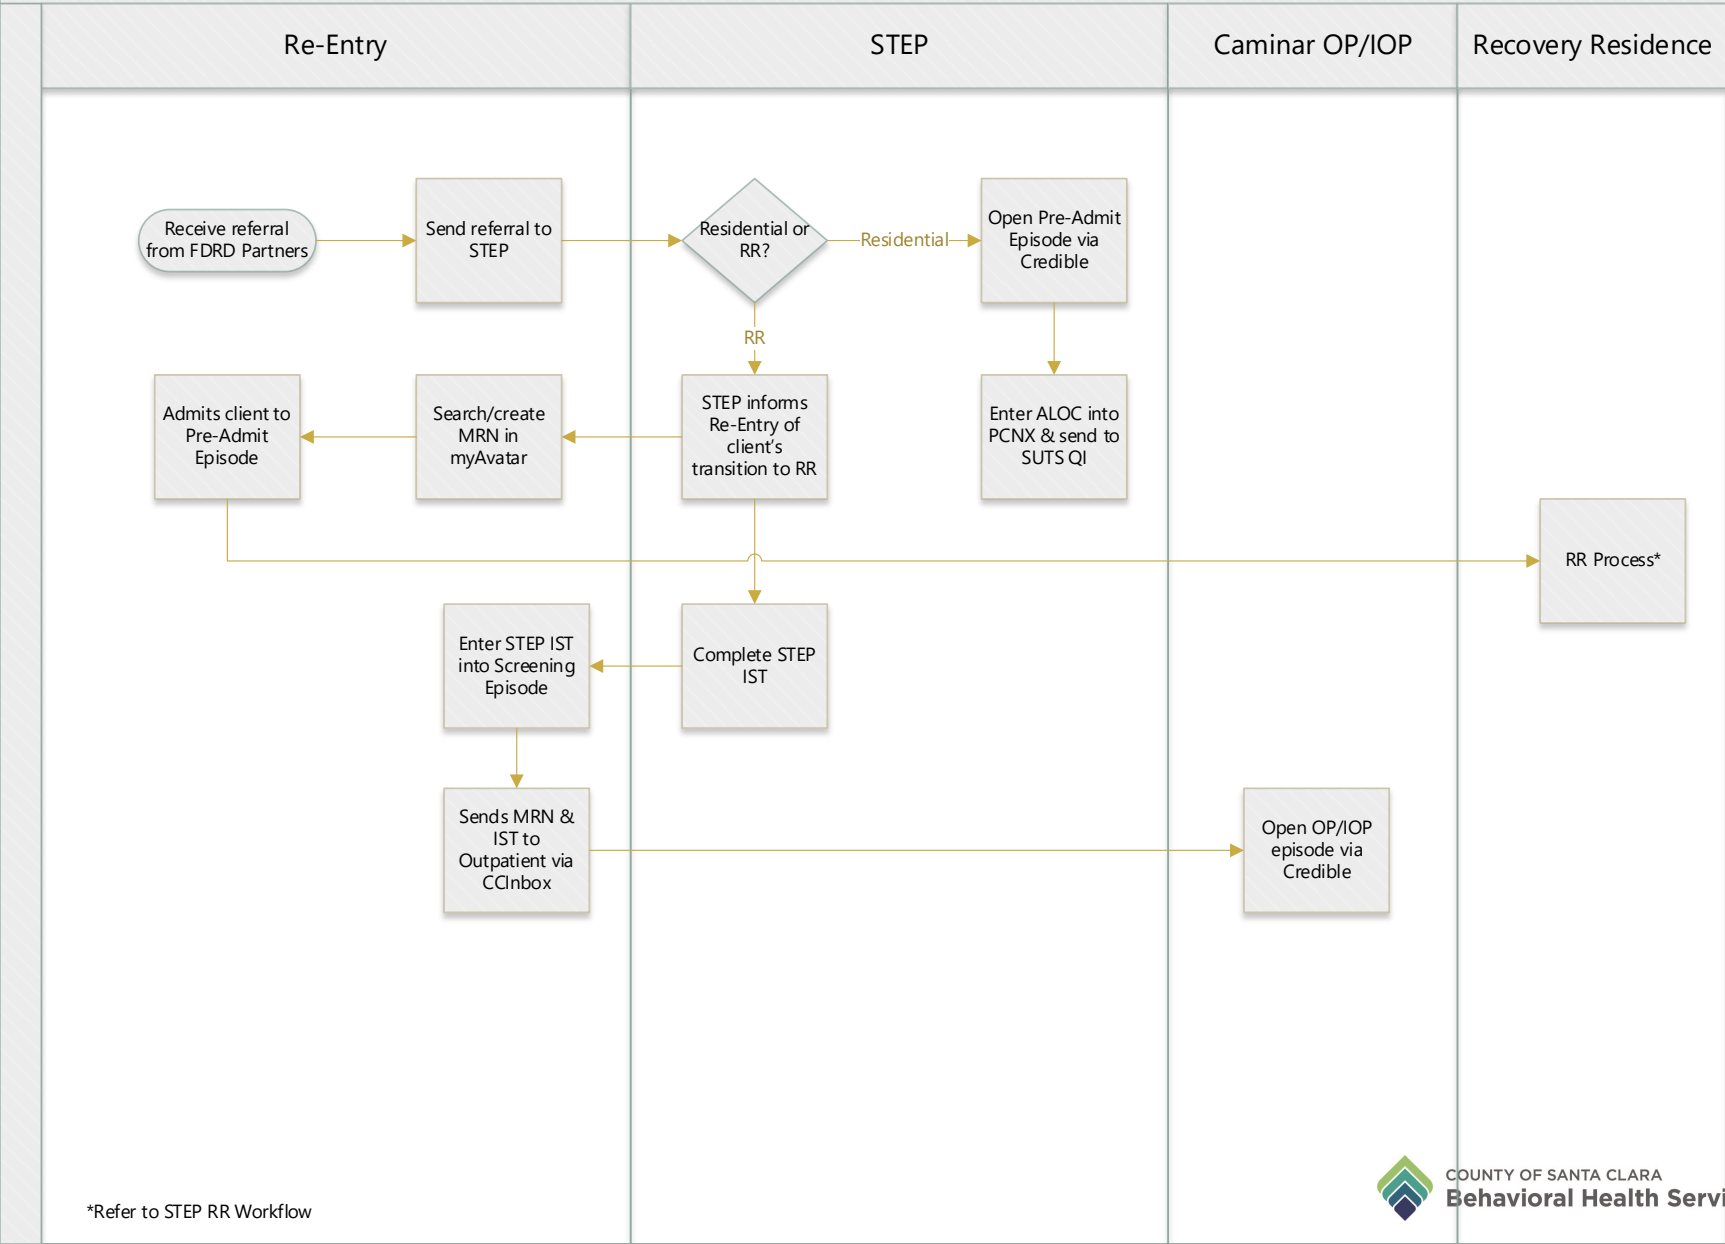 Re-Entry
STEP
Caminar OP/IOP
Recovery Residence
Receive referral
from FDRD Partners
Send referral to
STEP
Residential or
RR?
Residential
Open Pre-Admit
Episode via
Credible
RR
Admits client to
Pre-Admit
Episode
Search/create
MRN in
myAvatar
STEP informs
Re-Entry of
client’s
transition to RR
Enter ALOC into
PCNX & send to
SUTS QI
RR Process*
Enter STEP IST
into Screening
Episode
Complete STEP
IST
Sends MRN &
IST to
Outpatient via
CCInbox
Open OP/IOP
episode via
Credible
*Refer to STEP RR Workflow
COUNTY OF SANTA CLARA
Behavioral Health Servi